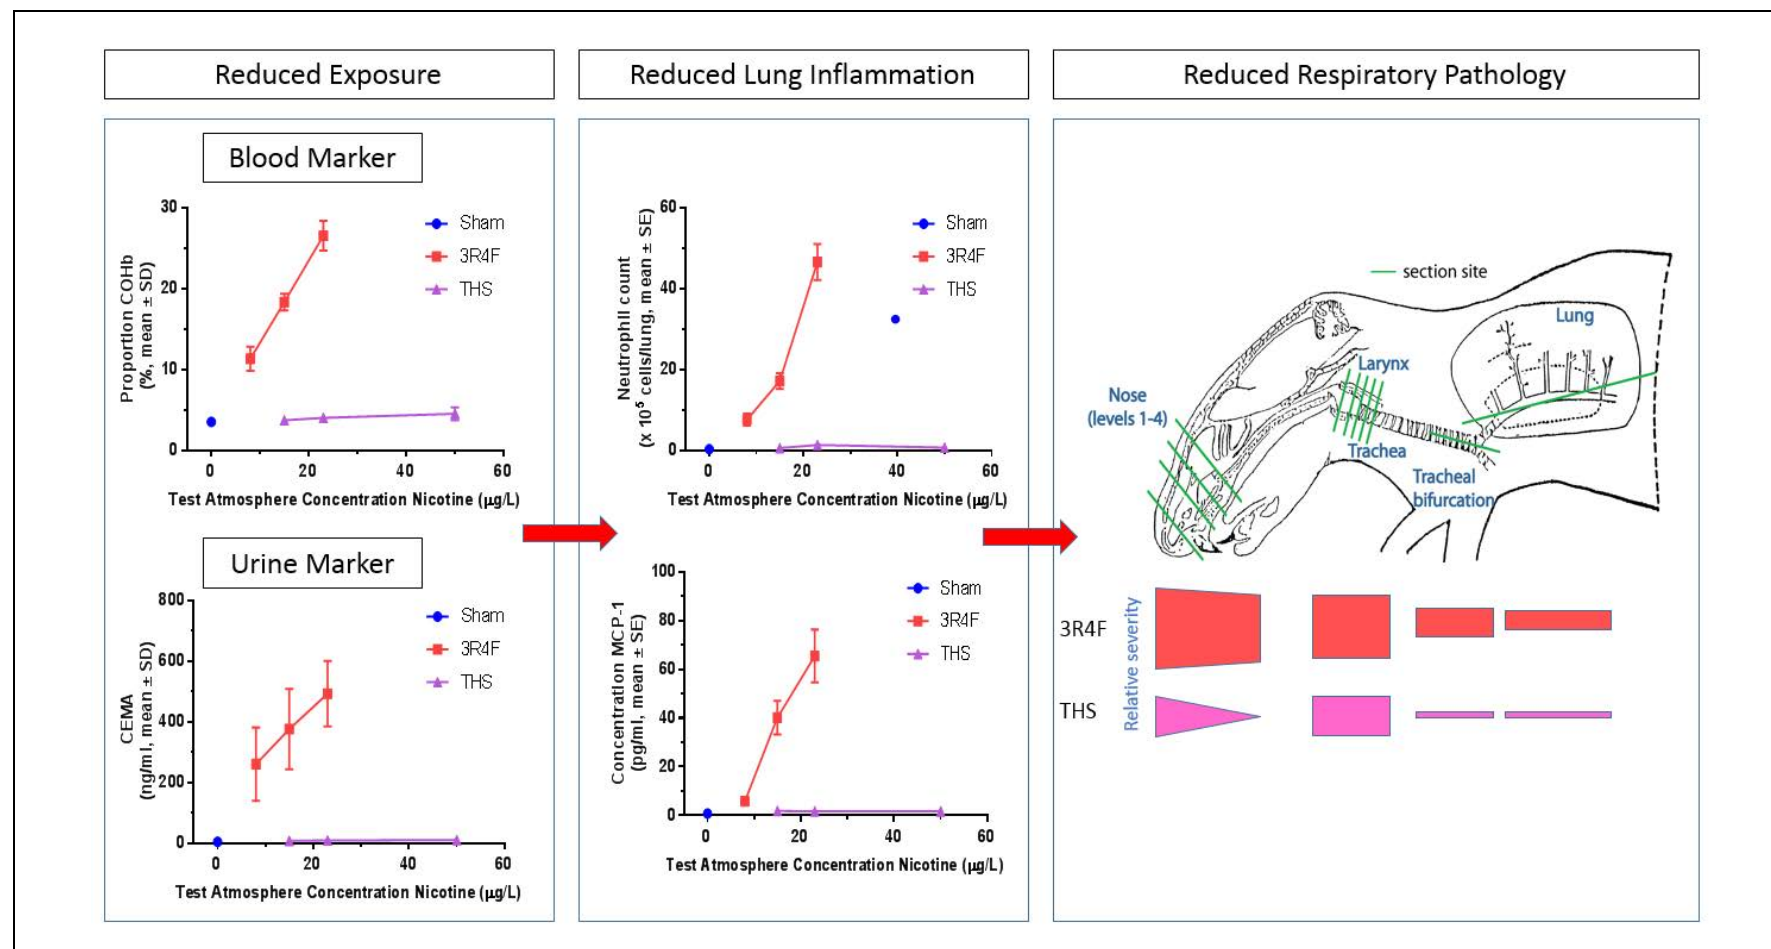 Reduced Exposure
Reduced Lung Inflammation
Reduced Respiratory Pathology
Blood Marker
30
20
10
0
Proportion COHb
(%, mean ± SD)
Sham
3R4F
THS
0 20 40 60
Test Atmosphere Concentration Nicotine (µg/L)
Urine Marker
800
600
400
200
0
CEMA
(ng/ml, mean ± SD)
Sham
3R4F
THS
0 20 40 60
Test Atmosphere Concentration Nicotine (µg/L)
60
40
20
0
Neutrophil count
(x 10⁵ cells/lung, mean ± SE)
Sham
3R4F
THS
0 20 40 60
Test Atmosphere Concentration Nicotine (µg/L)
100
80
60
40
20
0
Concentration MCP-1
(pg/ml, mean ± SE)
Sham
3R4F
THS
0 20 40 60
Test Atmosphere Concentration Nicotine (µg/L)
section site
Lung
Larynx
Nose
(levels 1-4)
Trachea
Tracheal
bifurcation
Relative severity
3R4F
THS